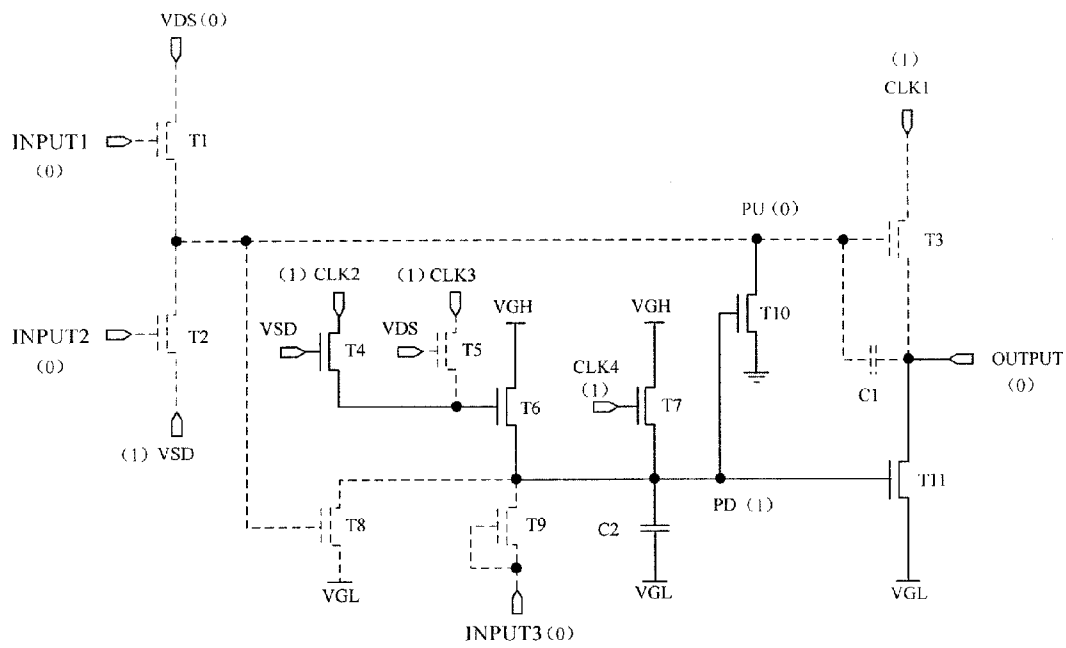 VDS(0)
(1)
CLK1
INPUT1
(0)
T1
PU(0)
T3
(1) CLK2
(1) CLK3
VGH
VGH
T10
INPUT2
(0)
T2
VSD
T4
VDS
T5
CLK4
(1)
C1
OUTPUT
(0)
T6
T7
(1) VSD
T8
T9
C2
PD (1)
T11
VGL
VGL
VGL
INPUT3(0)